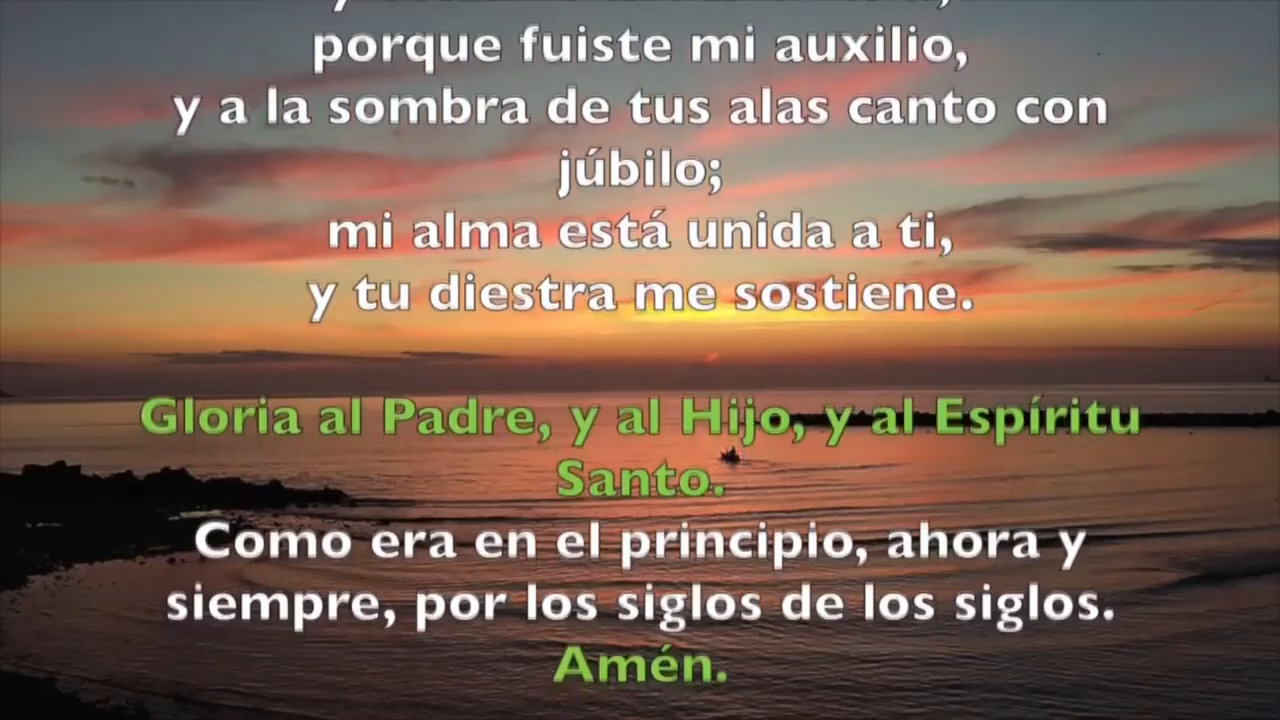 porque fuiste mi auxilio,
y a la sombra de tus alas canto con
júbilo;
mi alma está unida a ti,
y tu diestra me sostiene.
Gloria al Padre, y al Hijo, y al Espíritu
Santo.
Como era en el principio, ahora y
siempre, por los siglos de los siglos.
Amén.